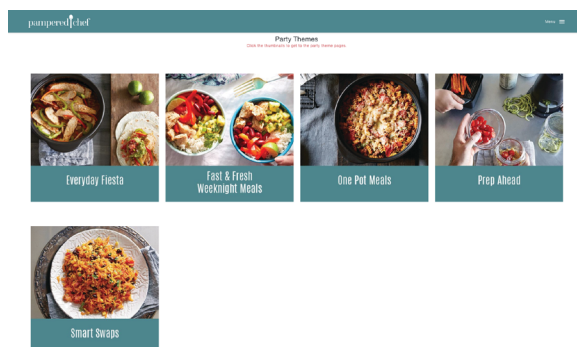 pampered chef
Menu
Party Themes
Click the thumbnails to get to the party theme pages.
Everyday Fiesta
Fast & Fresh
Weeknight Meals
One Pot Meals
Prep Ahead
Smart Swaps